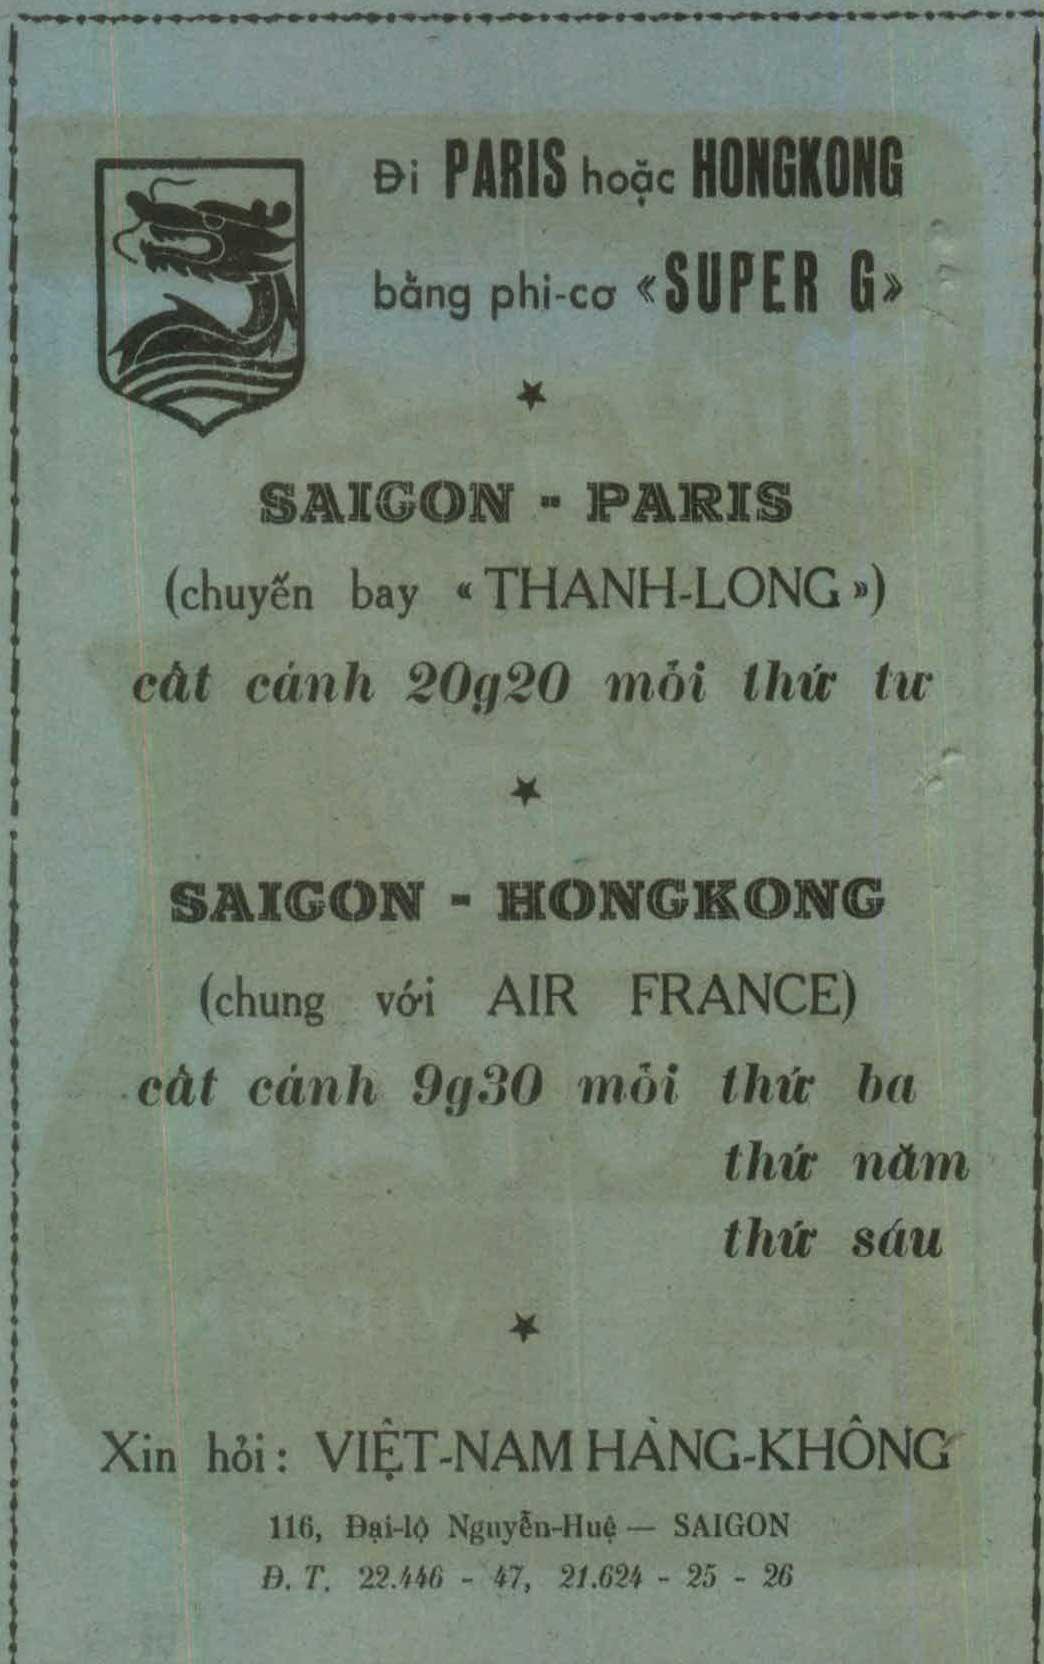 Đi PARIS hoặc HONGKONG
bằng phi-cơ «SUPER G»
SAIGON - PARIS
(chuyến bay «THANH-LONG»)
cất cánh 20g20 mỗi thứ tư
SAIGON - HONGKONG
(chung với AIR FRANCE)
cất cánh 9g30 mỗi thứ ba
thứ năm
thứ sáu
Xin hỏi: VIỆT-NAM HÀNG-KHÔNG
116, Đại-lộ Nguyễn-Huệ — SAIGON
Đ. T. 22.446 - 47, 21.624 - 25 - 26